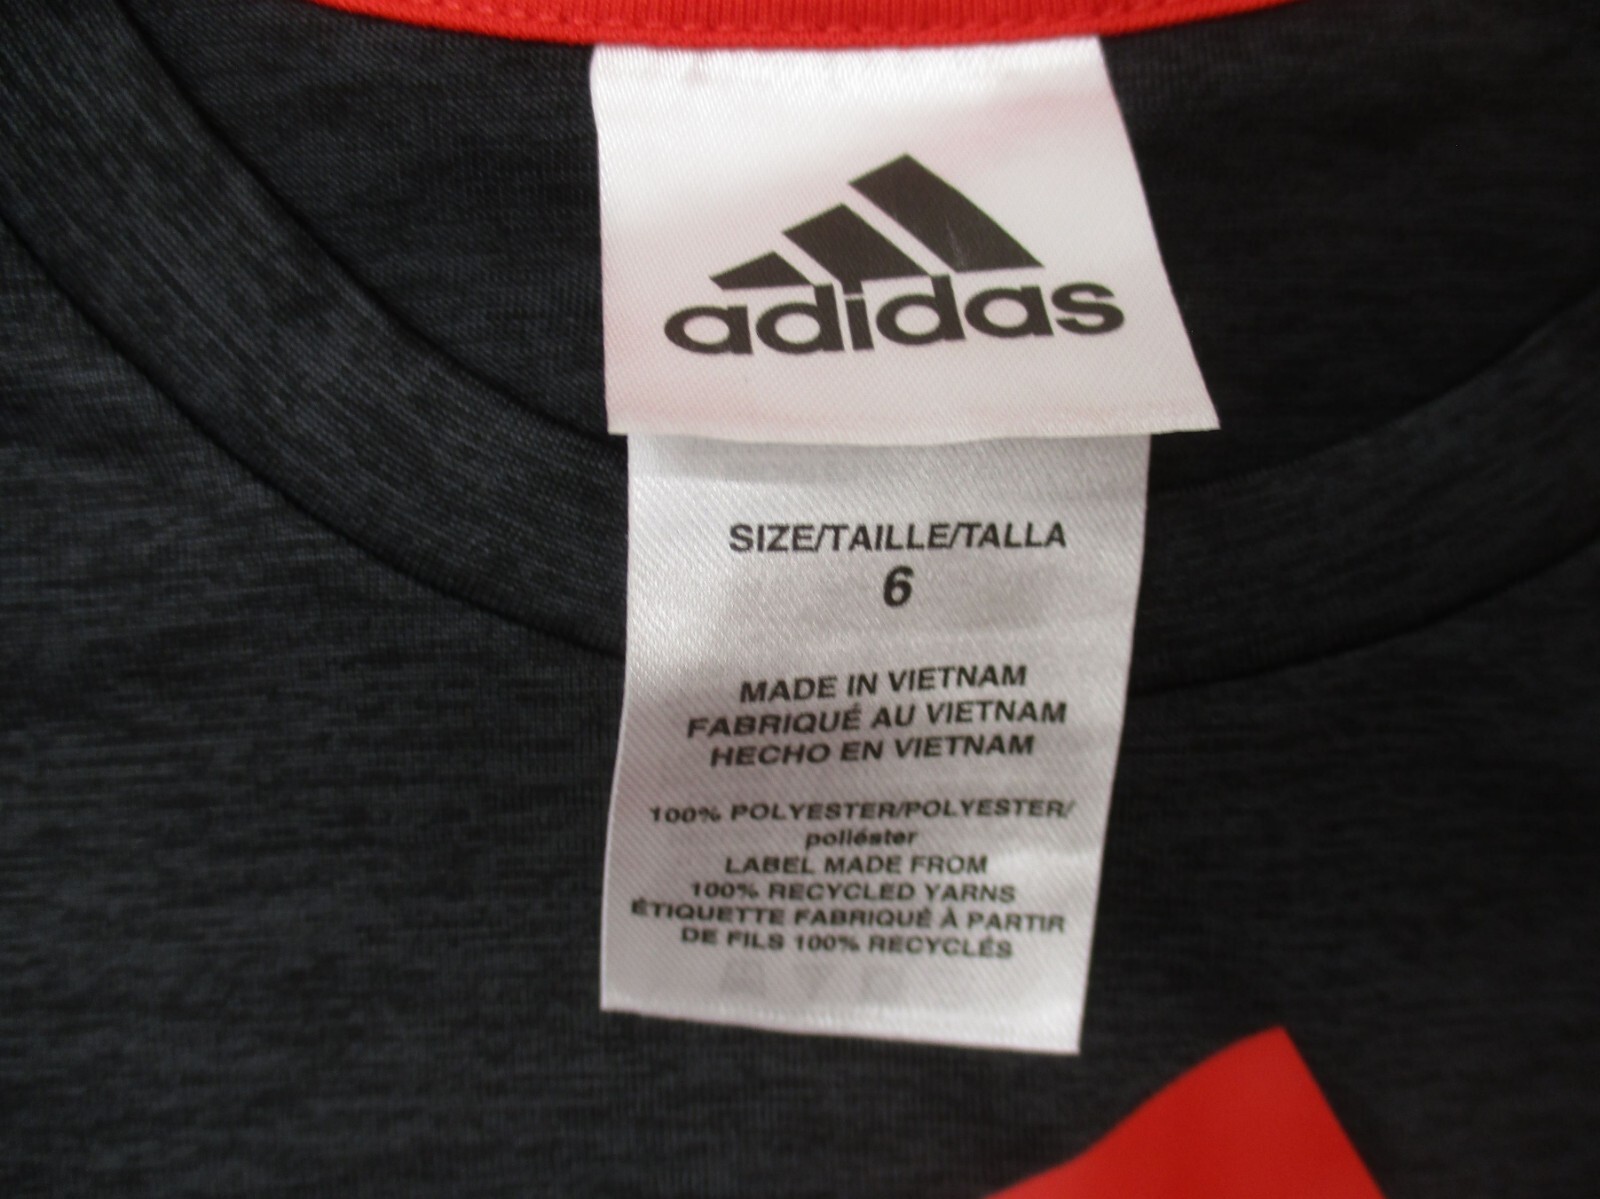 adidas
SIZE/TAILLE/TALLA
6
MADE IN VIETNAM
FABRIQUÉ AU VIETNAM
HECHO EN VIETNAM
100% POLYESTER/POLYESTER/
poliéster
LABEL MADE FROM
100% RECYCLED YARNS
ÉTIQUETTE FABRIQUÉ À PARTIR
DE FILS 100% RECYCLÉS